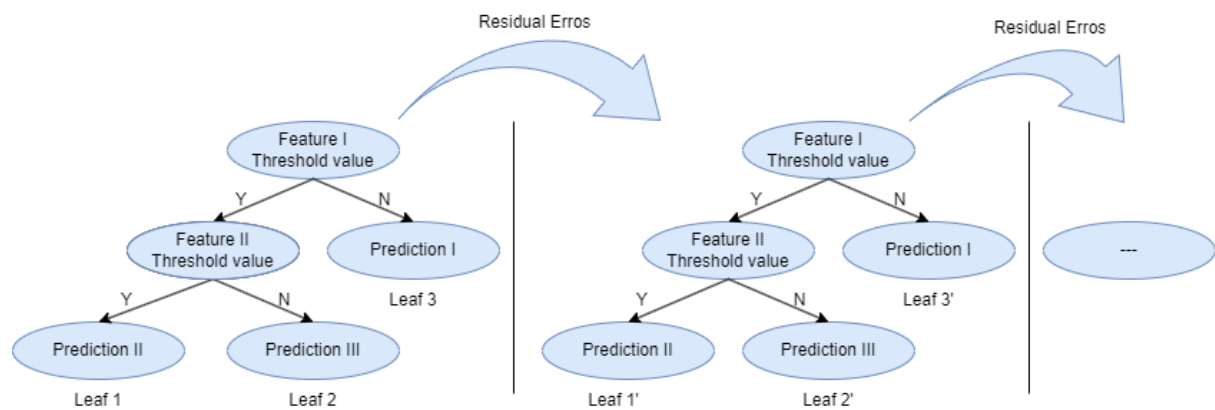 Residual Erros
Residual Erros
Feature I
Threshold value
Y
N
Feature II
Threshold value
Prediction I
Leaf 3
Y
N
Prediction II
Prediction III
Leaf 1
Leaf 2
Feature I
Threshold value
Y
N
Feature II
Threshold value
Prediction I
Leaf 3'
Y
N
Prediction II
Prediction III
Leaf 1'
Leaf 2'
---